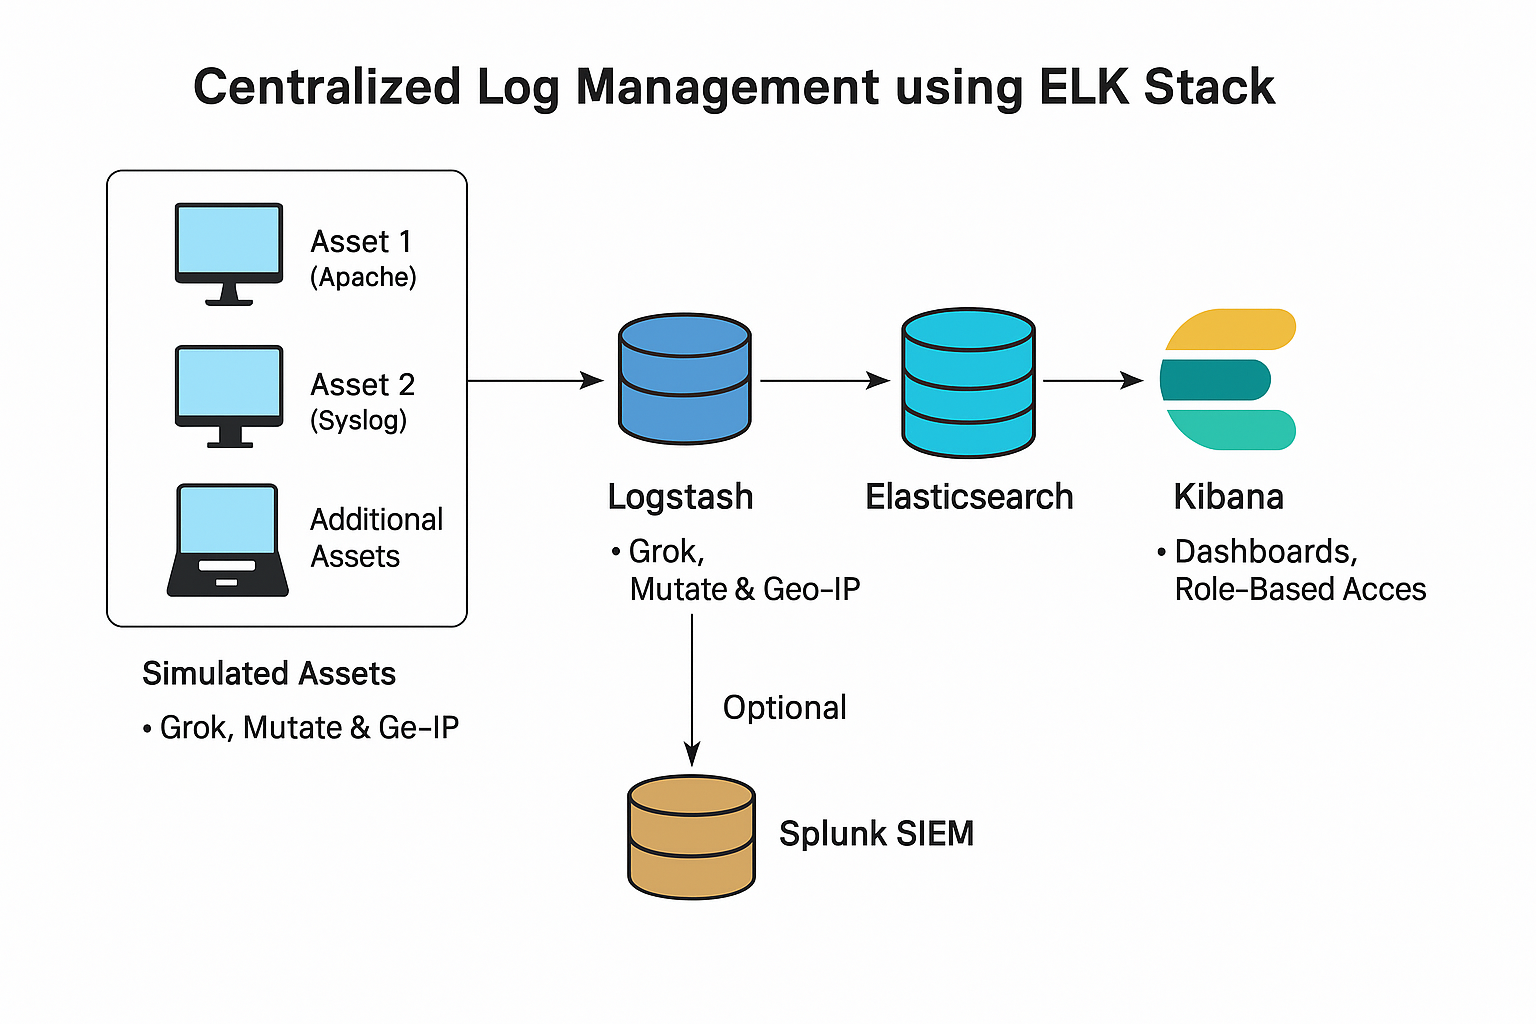 Centralized Log Management using ELK Stack
Asset 1
(Apache)
Asset 2
(Syslog)
Additional
Assets
Simulated Assets
• Grok, Mutate & Ge-IP
Logstash
• Grok,
Mutate & Geo-IP
Elasticsearch
Kibana
• Dashboards,
Role-Based Acces
Optional
Splunk SIEM